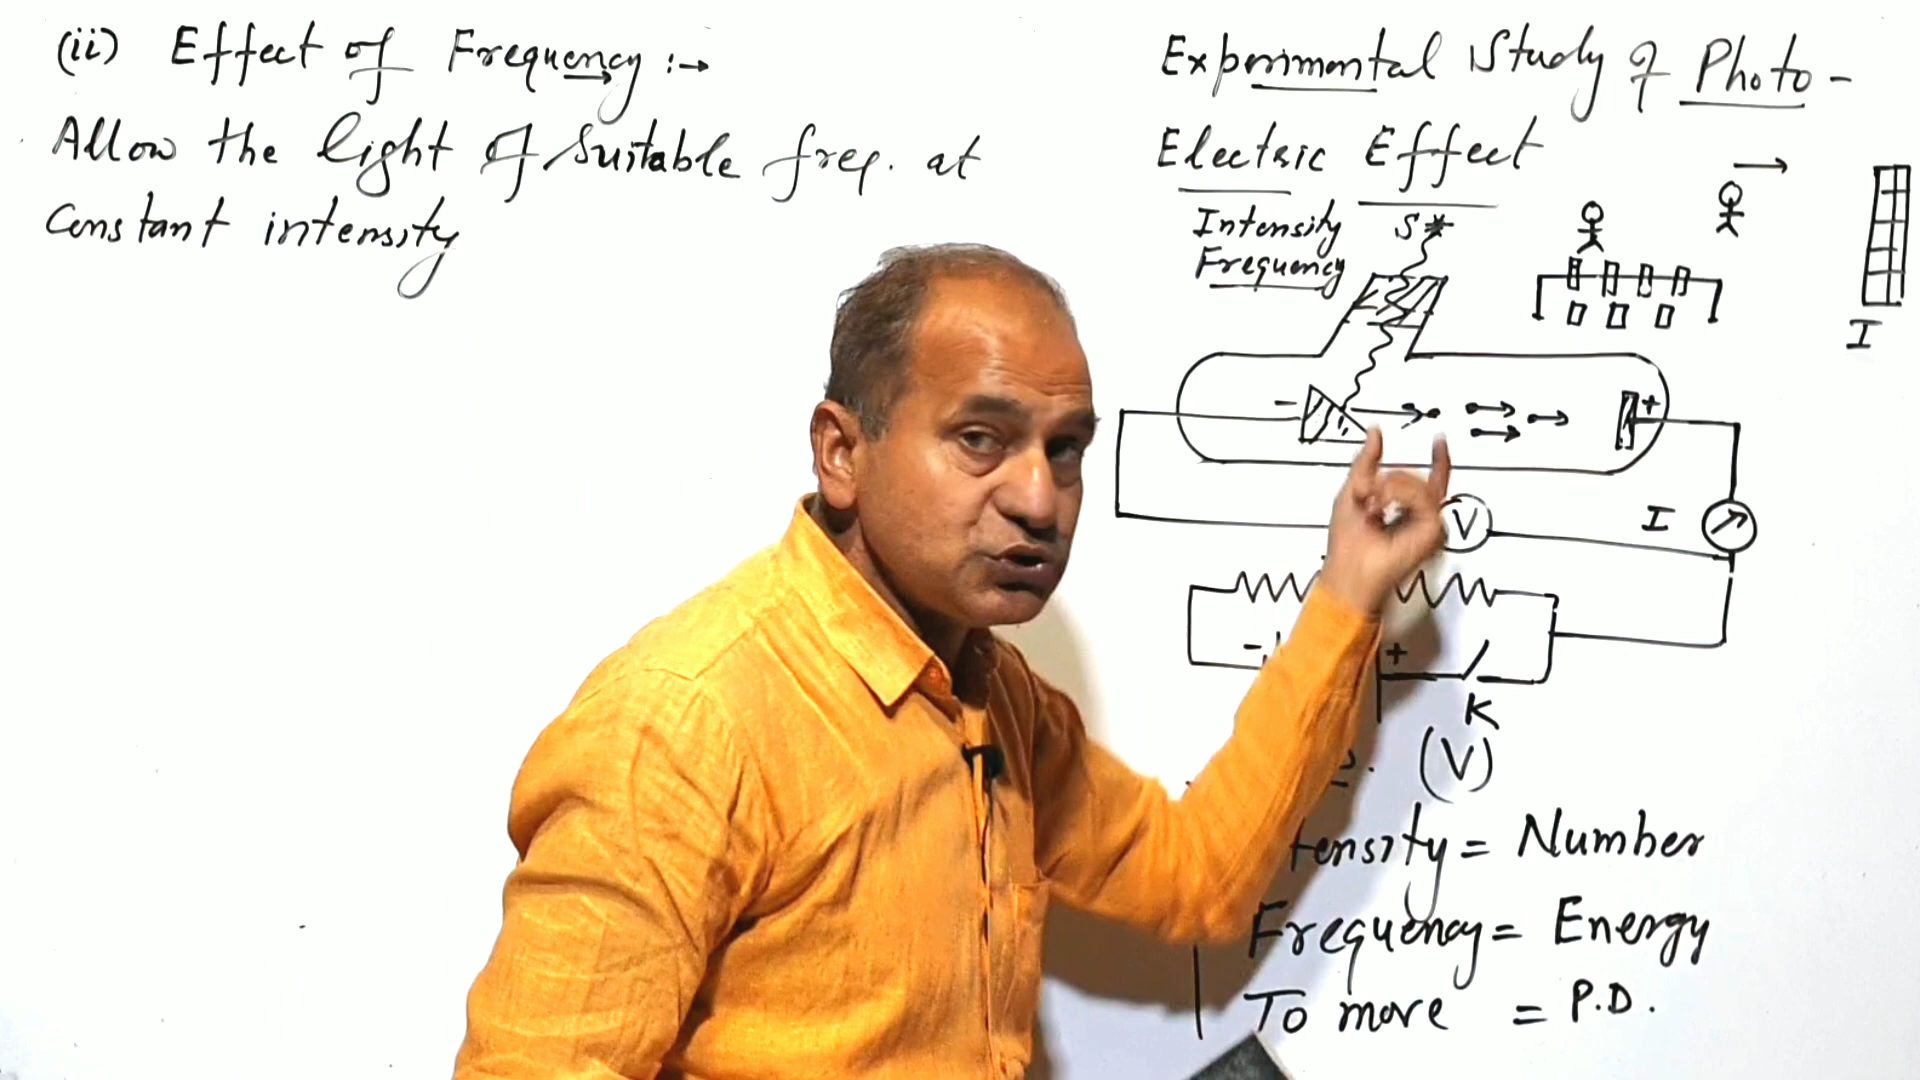 (ii) Effect of Frequency :→
Allow the light of Suitable freq. at
Constant intensity
Experimental Study of Photo -
Electric Effect
Intensity
Frequency
S*
I
-
+
V
I
-
+
K
(V)
tensity = Number
Frequency = Energy
To move = P.D.